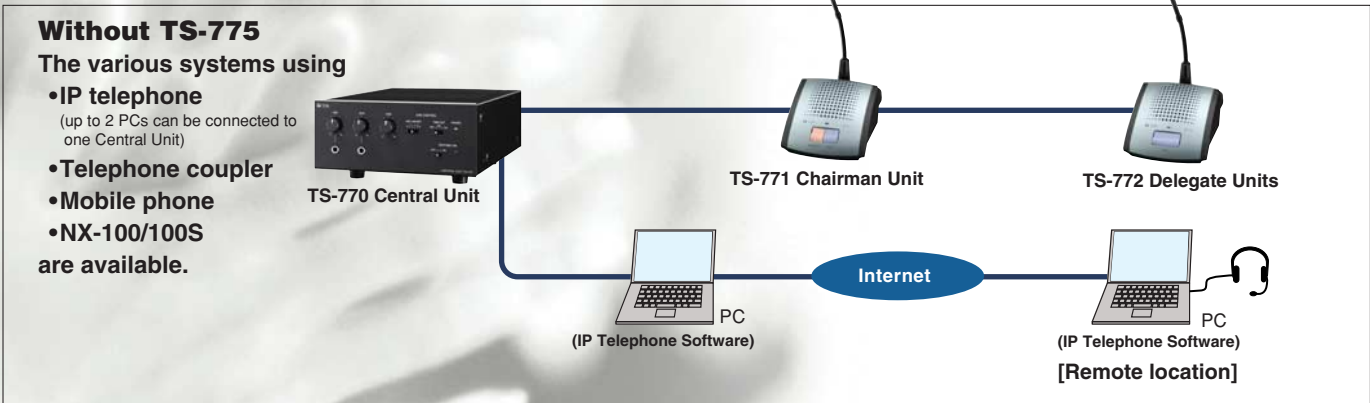 Without TS-775
The various systems using
•IP telephone
(up to 2 PCs can be connected to
one Central Unit)
•Telephone coupler
•Mobile phone
•NX-100/100S
are available.
TS-770 Central Unit
TS-771 Chairman Unit
TS-772 Delegate Units
Internet
PC
(IP Telephone Software)
PC
(IP Telephone Software)
[Remote location]